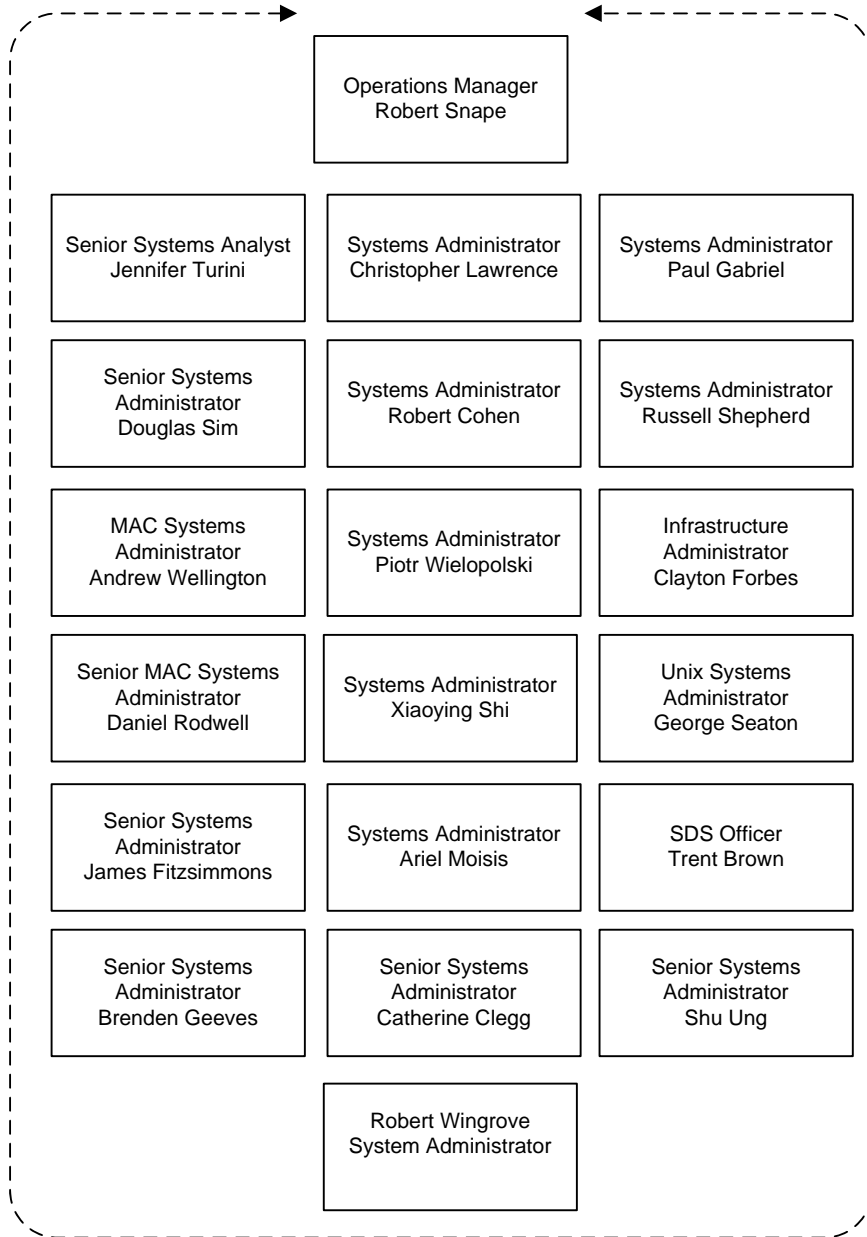 Operations Manager
Robert Snape
Senior Systems Analyst
Jennifer Turini
Systems Administrator
Christopher Lawrence
Systems Administrator
Paul Gabriel
Senior Systems
Administrator
Douglas Sim
Systems Administrator
Robert Cohen
Systems Administrator
Russell Shepherd
MAC Systems
Administrator
Andrew Wellington
Systems Administrator
Piotr Wielopolski
Infrastructure
Administrator
Clayton Forbes
Senior MAC Systems
Administrator
Daniel Rodwell
Systems Administrator
Xiaoying Shi
Unix Systems
Administrator
George Seaton
Senior Systems
Administrator
James Fitzsimmons
Systems Administrator
Ariel Moisis
SDS Officer
Trent Brown
Senior Systems
Administrator
Brenden Geeves
Senior Systems
Administrator
Catherine Clegg
Senior Systems
Administrator
Shu Ung
Robert Wingrove
System Administrator